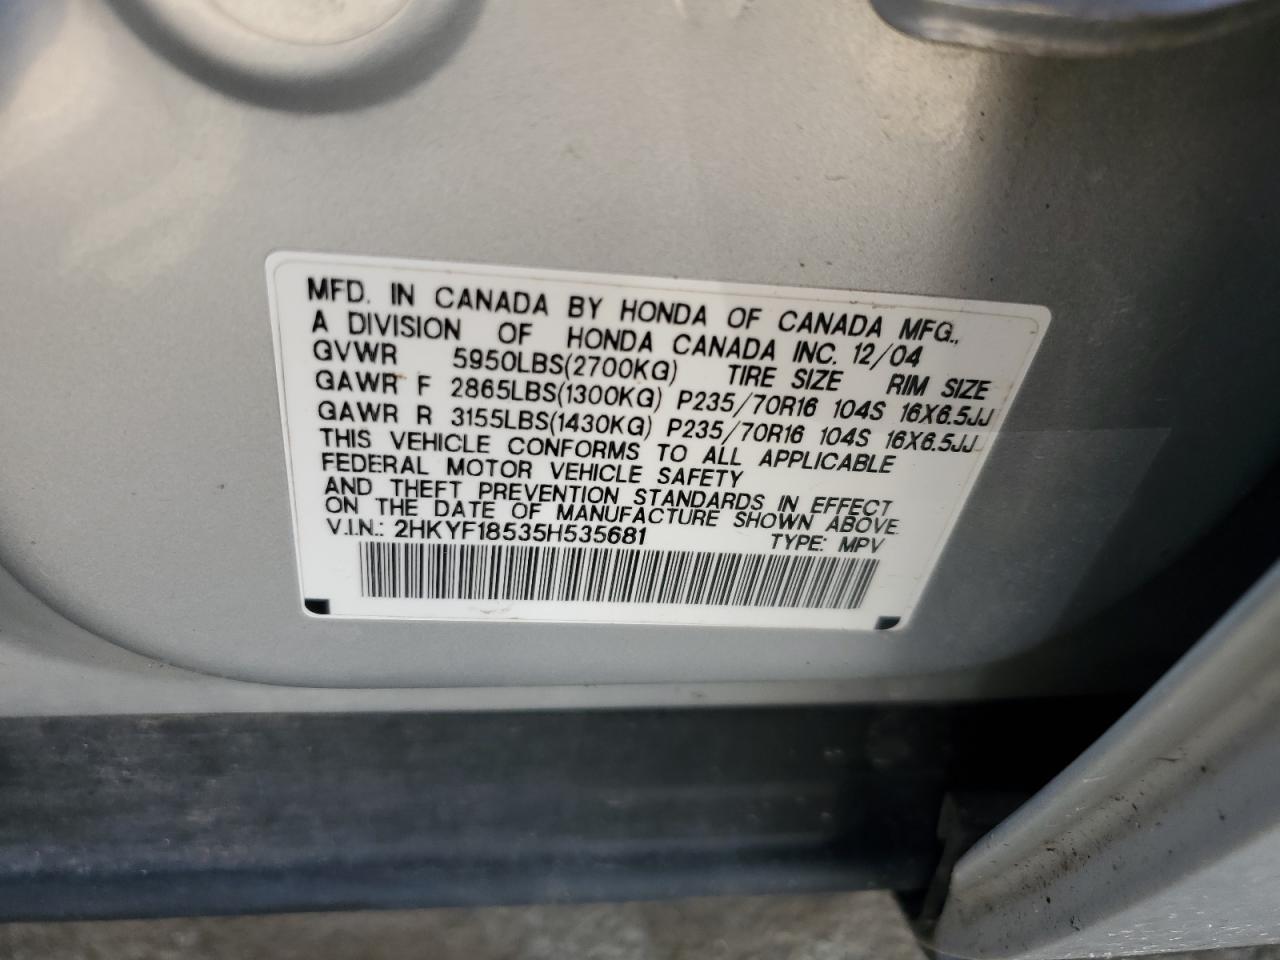 MFD. IN CANADA BY HONDA OF CANADA MFG.,
A DIVISION OF HONDA CANADA INC. 12/04
GVWR 5950LBS(2700KG) TIRE SIZE RIM SIZE
GAWR F 2865LBS(1300KG) P235/70R16 104S 16X6.5JJ
GAWR R 3155LBS(1430KG) P235/70R16 104S 16X6.5JJ
THIS VEHICLE CONFORMS TO ALL APPLICABLE
FEDERAL MOTOR VEHICLE SAFETY
AND THEFT PREVENTION STANDARDS IN EFFECT
ON THE DATE OF MANUFACTURE SHOWN ABOVE.
V.I.N.: 2HKYF18535H535681 TYPE: MPV